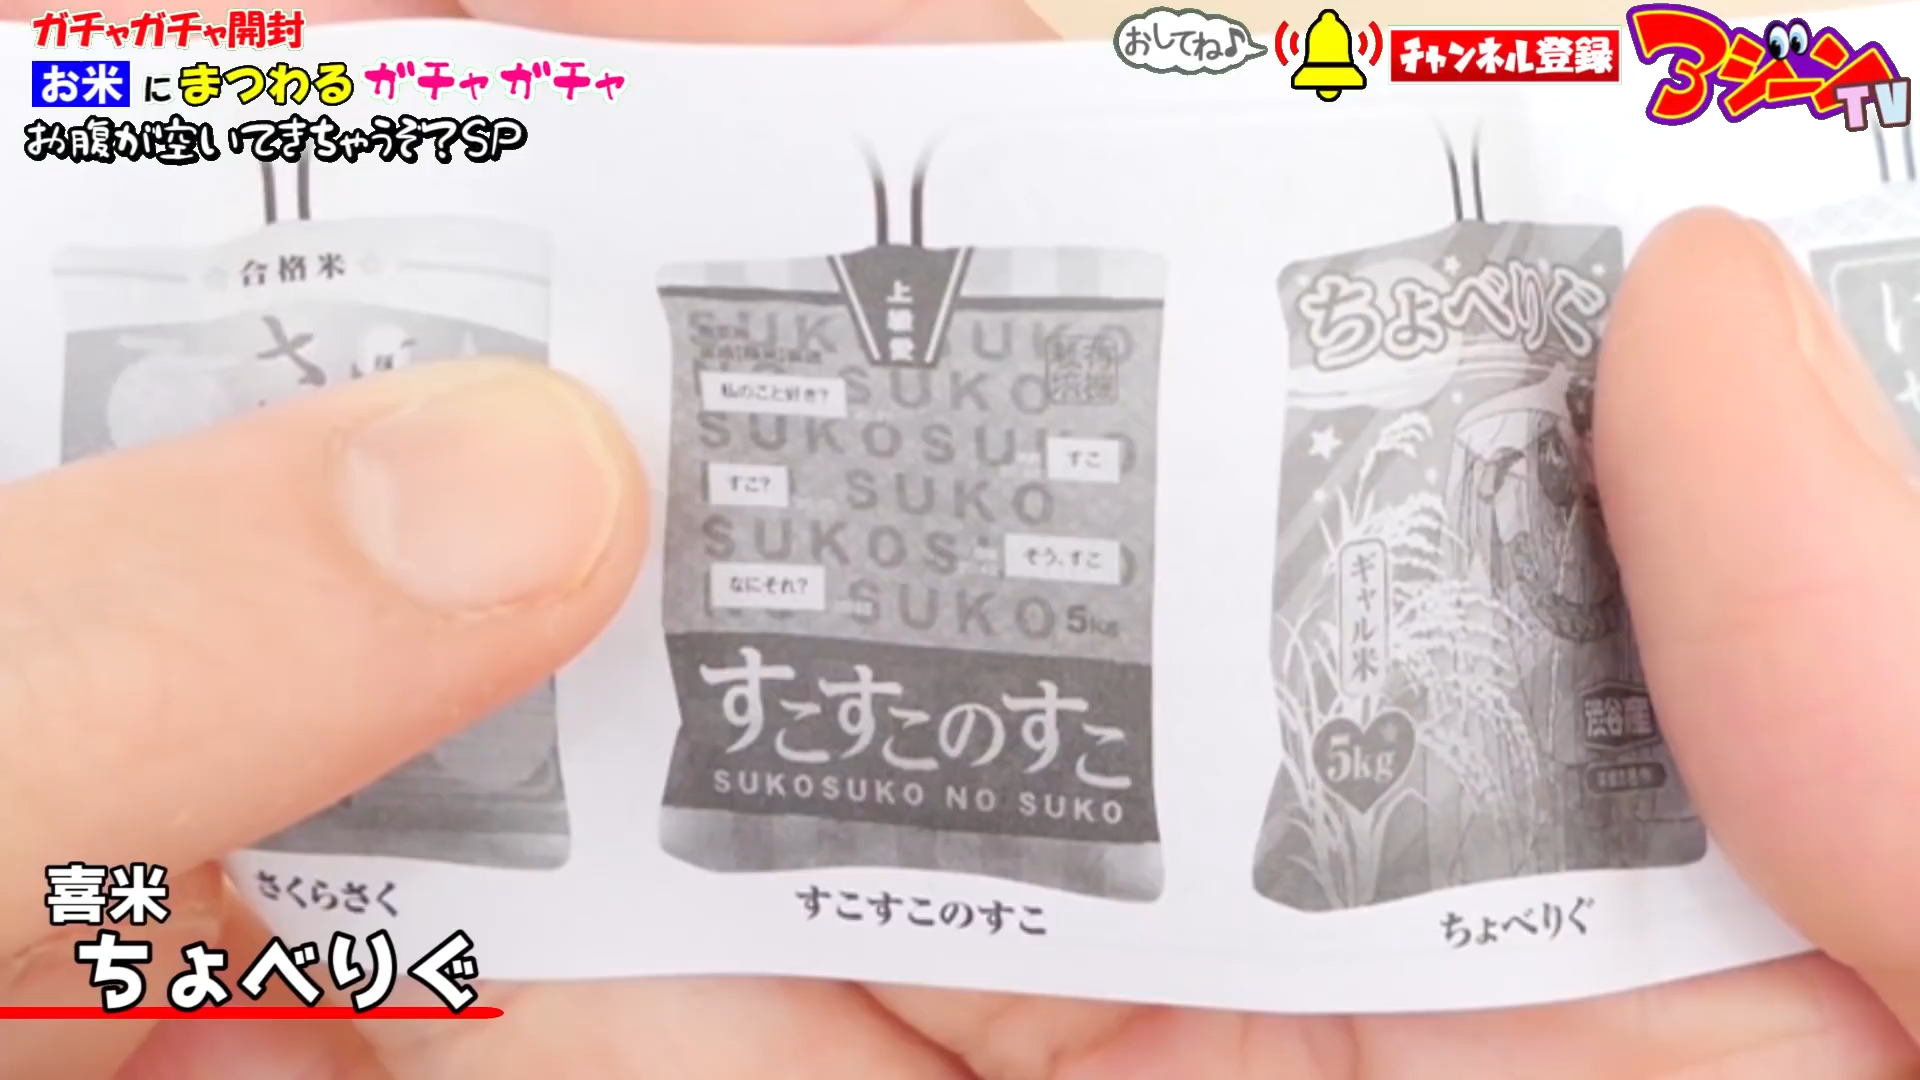 ガチャガチャ開封
お米にまつわるガチャガチャ
お腹が空いてきちゃうぞ?SP
おしてね♪
チャンネル登録
アジーンTV
合格米
さ
さくらさく
上級愛
SUKO
私のこと好き?
SUKO
SUKOSUKO
すこ
すこ?
SUKO
SUKOS
そう、すこ
なにそれ?
SUKO
5kg
すこすこのすこ
SUKOSUKO NO SUKO
すこすこのすこ
ちょべりぐ
ギャル米
渋谷産
5kg
ちょべりぐ
喜米
ちょべりぐ